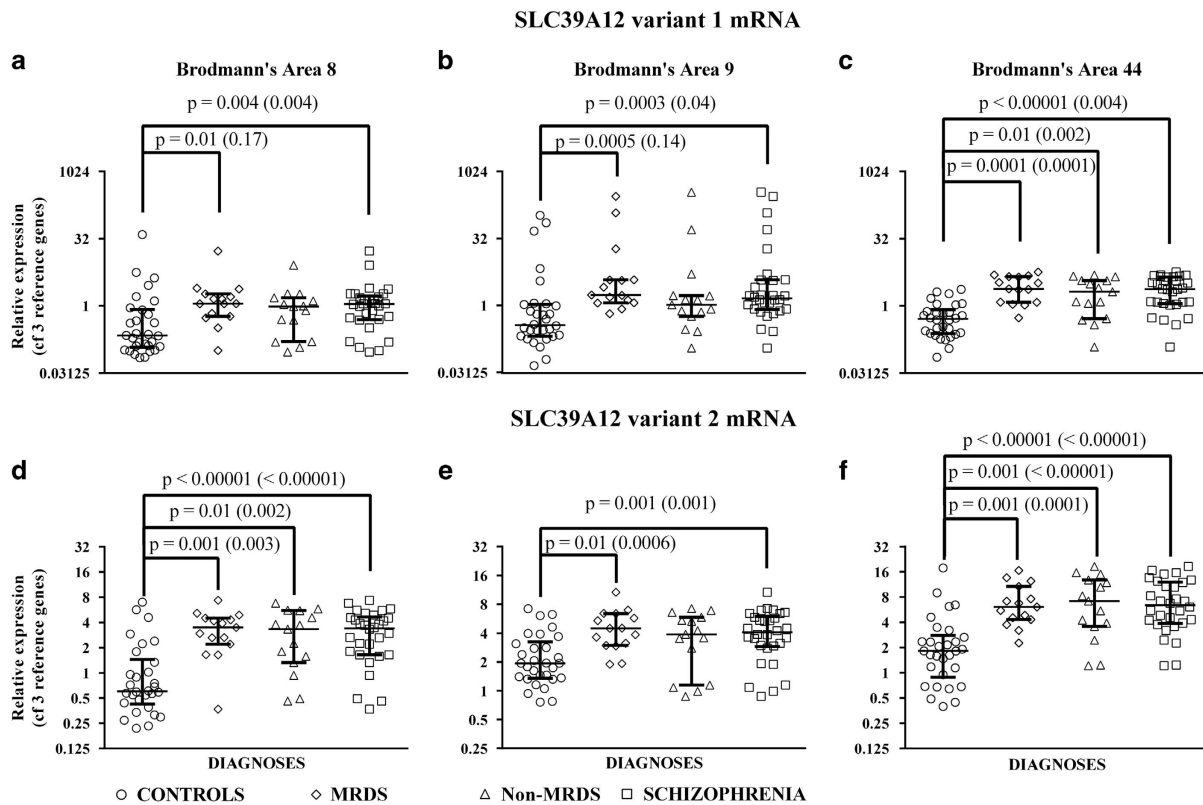 SLC39A12 variant 1 mRNA
a
Brodmann's Area 8
p = 0.004 (0.004)
p = 0.01 (0.17)
Relative expression
(cf 3 reference genes)
1024
32
1
0.03125
b
Brodmann's Area 9
p = 0.0003 (0.04)
p = 0.0005 (0.14)
1024
32
1
0.03125
c
Brodmann's Area 44
p < 0.00001 (0.004)
p = 0.01 (0.002)
p = 0.0001 (0.0001)
1024
32
1
0.03125
SLC39A12 variant 2 mRNA
d
p < 0.00001 (< 0.00001)
p = 0.01 (0.002)
p = 0.001 (0.003)
Relative expression
(cf 3 reference genes)
32
16
8
4
2
1
0.5
0.25
0.125
DIAGNOSES
e
p = 0.001 (0.001)
p = 0.01 (0.0006)
32
16
8
4
2
1
0.5
0.25
f
p < 0.00001 (< 0.00001)
p = 0.001 (< 0.00001)
p = 0.001 (0.0001)
32
16
8
4
2
1
0.5
0.25
0.125
DIAGNOSES
CONTROLS
MRDS
Non-MRDS
SCHIZOPHRENIA